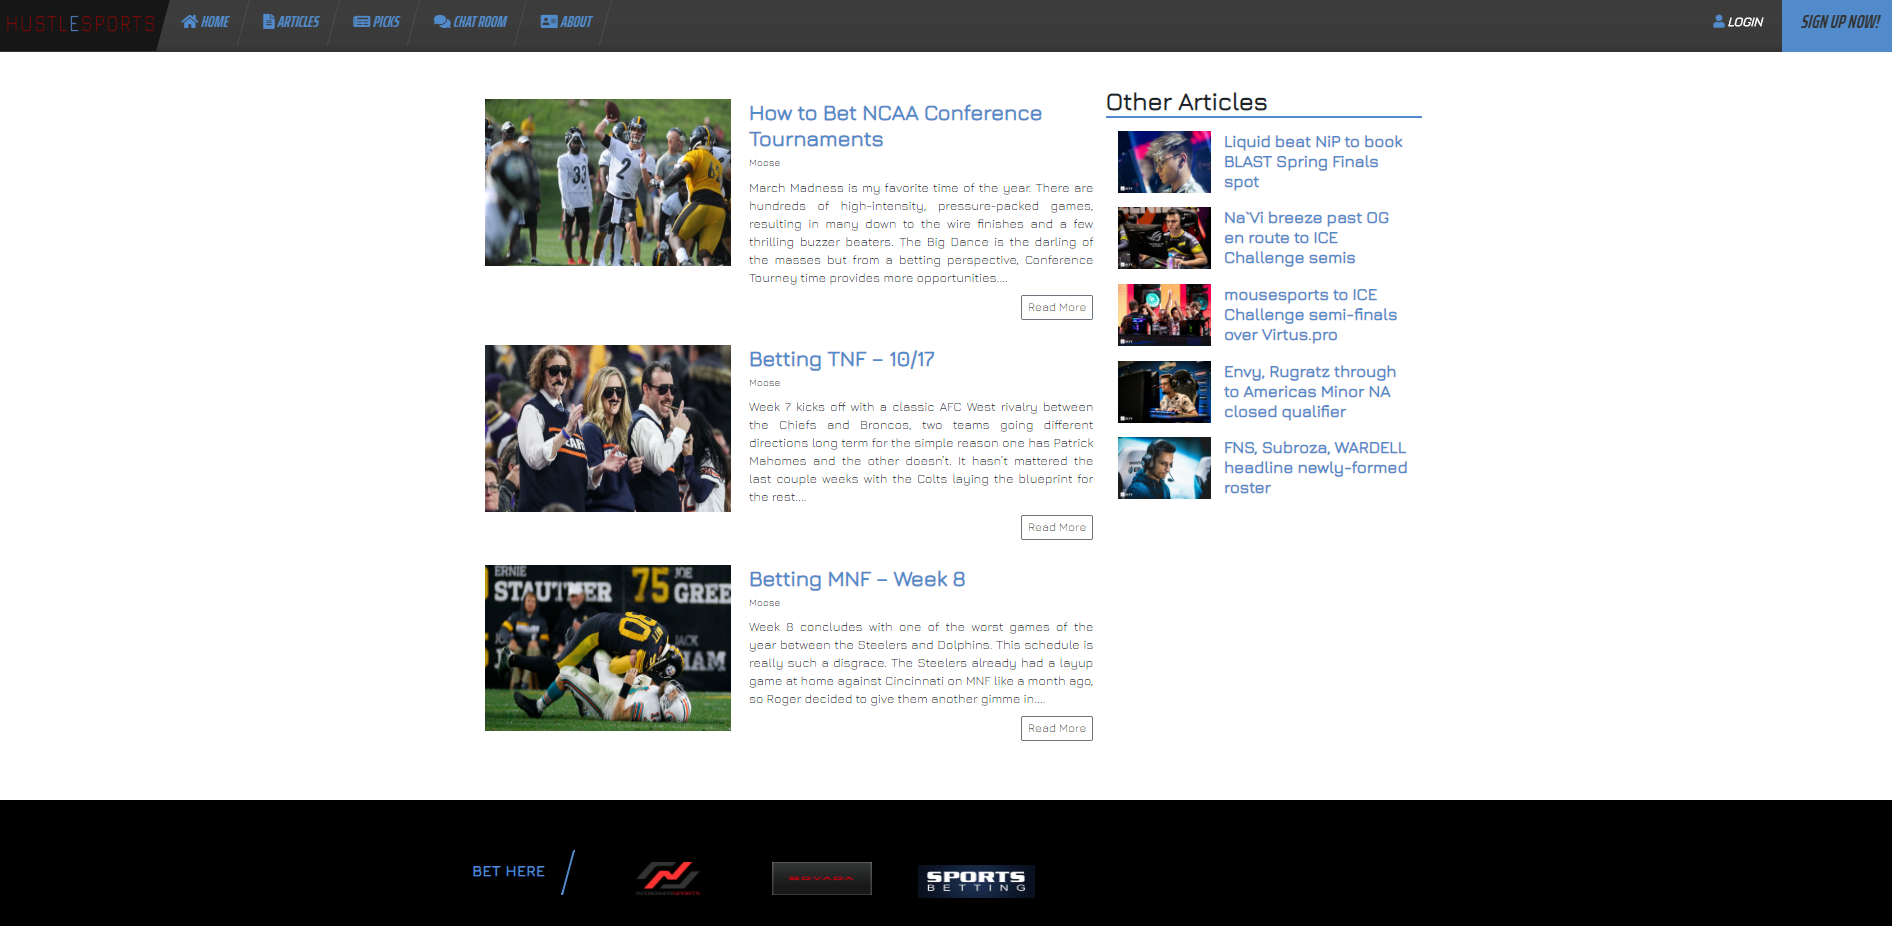 HUSTLESPORTS HOME ARTICLES PICKS CHAT ROOM ABOUT LOGIN SIGN UP NOW!
How to Bet NCAA Conference
Tournaments
Moose
March Madness is my favorite time of the year. There are
hundreds of high-intensity, pressure-packed games,
resulting in many down to the wire finishes and a few
thrilling buzzer beaters. The Big Dance is the darling of
the masses but from a betting perspective, Conference
Tourney time provides more opportunities....
Read More
33
2
Betting TNF – 10/17
Moose
Week 7 kicks off with a classic AFC West rivalry between
the Chiefs and Broncos, two teams going different
directions long term for the simple reason one has Patrick
Mahomes and the other doesn't. It hasn't mattered the
last couple weeks with the Colts laying the blueprint for
the rest....
Read More
ERNIE
STAUTNER 75 JOE
GREE
JACK
HAM
90
Betting MNF – Week 8
Moose
Week 8 concludes with one of the worst games of the
year between the Steelers and Dolphins. This schedule is
really such a disgrace. The Steelers already had a layup
game at home against Cincinnati on MNF like a month ago,
so Roger decided to give them another gimme in....
Read More
Other Articles
Liquid beat NiP to book
BLAST Spring Finals
spot
Na`Vi breeze past OG
en route to ICE
Challenge semis
mousesports to ICE
Challenge semi-finals
over Virtus.pro
Envy, Rugratz through
to Americas Minor NA
closed qualifier
FNS, Subroza, WARDELL
headline newly-formed
roster
BET HERE
BOVADA
SPORTS
BETTING